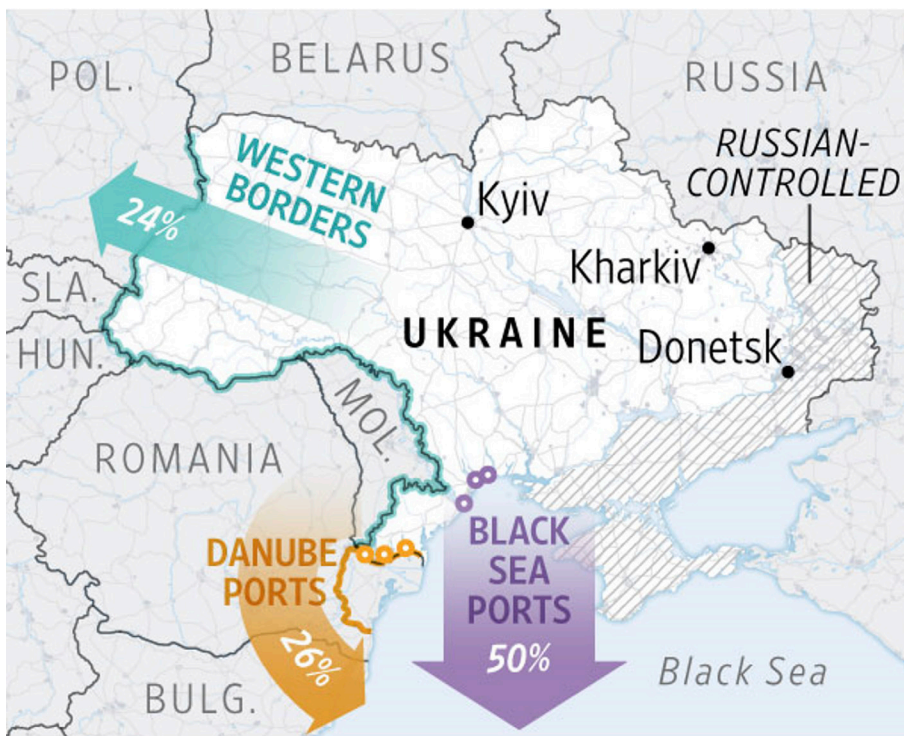 BELARUS
POL.
RUSSIA
RUSSIAN-
CONTROLLED
WESTERN
BORDERS
24%
Kyiv
Kharkiv
SLA.
HUN.
UKRAINE
Donetsk
MOL.
ROMANIA
DANUBE
PORTS
26%
BLACK
SEA
PORTS
50%
Black Sea
BULG.